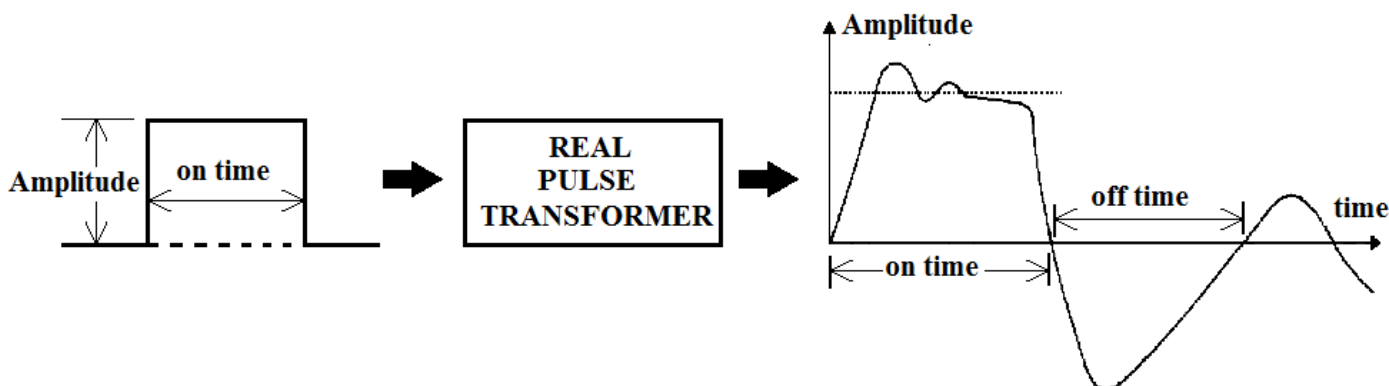 Amplitude
on time
REAL
PULSE
TRANSFORMER
Amplitude
off time
time
on time